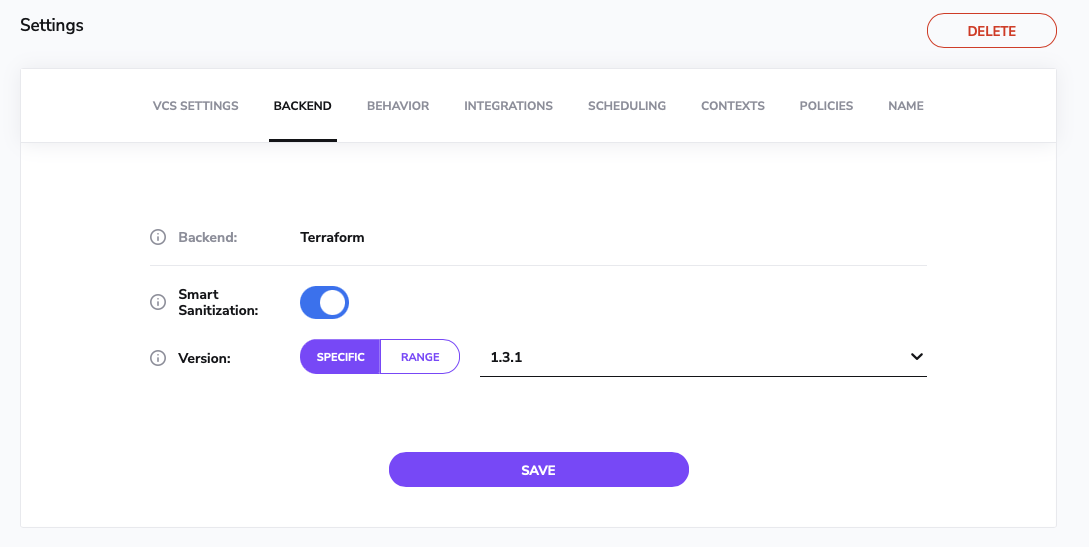 Settings
DELETE
VCS SETTINGS BACKEND BEHAVIOR INTEGRATIONS SCHEDULING CONTEXTS POLICIES NAME
Backend: Terraform
Smart
Sanitization:
Version: SPECIFIC RANGE 1.3.1
SAVE